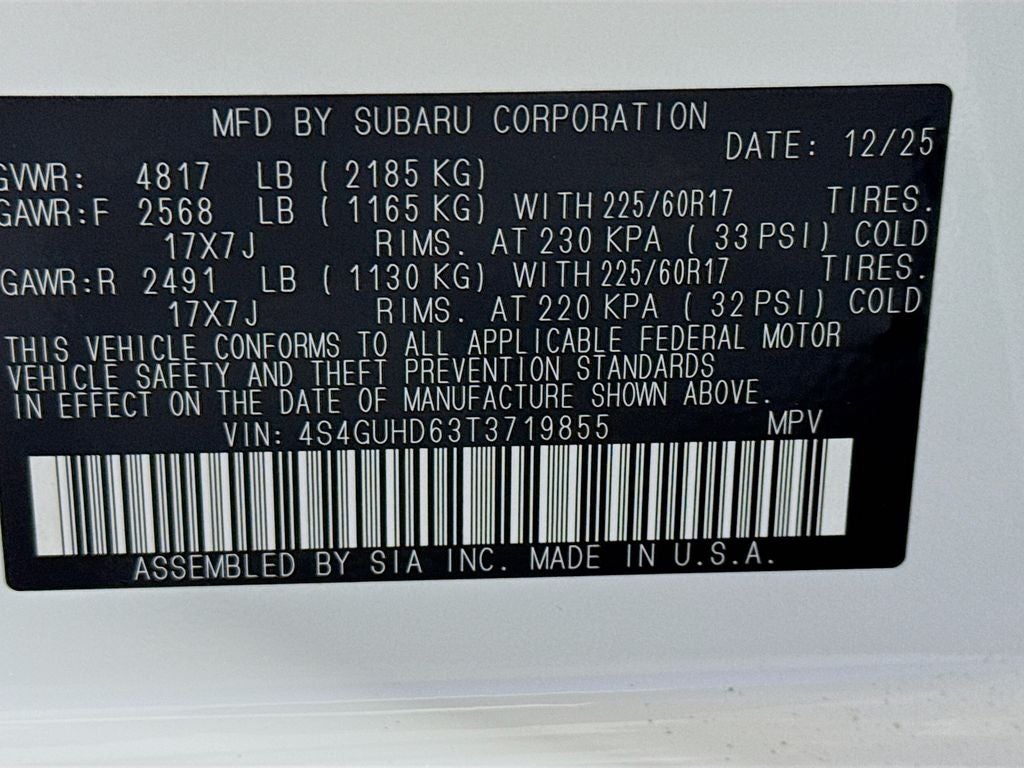 MFD BY SUBARU CORPORATION
DATE: 12/25
GVWR: 4817 LB ( 2185 KG)
GAWR:F 2568 LB ( 1165 KG) WITH 225/60R17 TIRES.
17X7J RIMS. AT 230 KPA ( 33 PSI) COLD
GAWR:R 2491 LB ( 1130 KG) WITH 225/60R17 TIRES.
17X7J RIMS. AT 220 KPA ( 32 PSI) COLD
THIS VEHICLE CONFORMS TO ALL APPLICABLE FEDERAL MOTOR
VEHICLE SAFETY AND THEFT PREVENTION STANDARDS
IN EFFECT ON THE DATE OF MANUFACTURE SHOWN ABOVE.
VIN: 4S4GUHD63T3719855 MPV
ASSEMBLED BY SIA INC. MADE IN U.S.A.